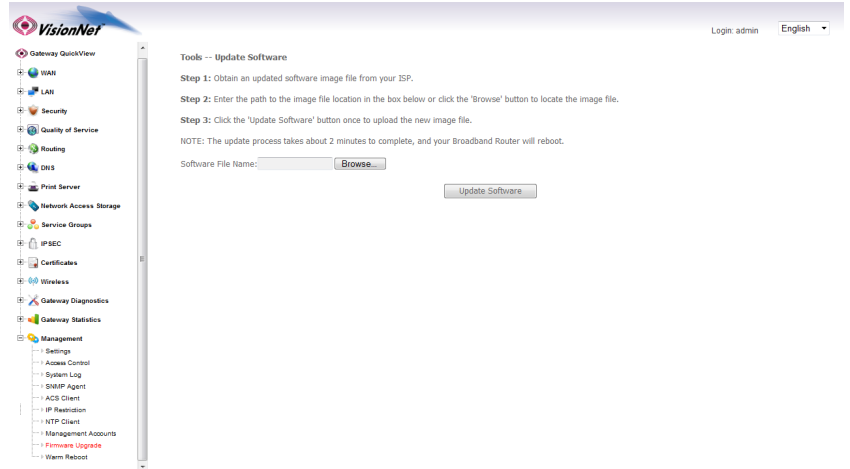 VisionNet
Login: admin
English
Gateway QuickView
WAN
LAN
Security
Quality of Service
Routing
DNS
Print Server
Network Access Storage
Service Groups
IPSEC
Certificates
Wireless
Gateway Diagnostics
Gateway Statistics
Management
Settings
Access Control
System Log
SNMP Agent
ACS Client
IP Restriction
NTP Client
Management Accounts
Firmware Upgrade
Warm Reboot
Tools -- Update Software
Step 1: Obtain an updated software image file from your ISP.
Step 2: Enter the path to the image file location in the box below or click the 'Browse' button to locate the image file.
Step 3: Click the 'Update Software' button once to upload the new image file.
NOTE: The update process takes about 2 minutes to complete, and your Broadband Router will reboot.
Software File Name: Browse...
Update Software